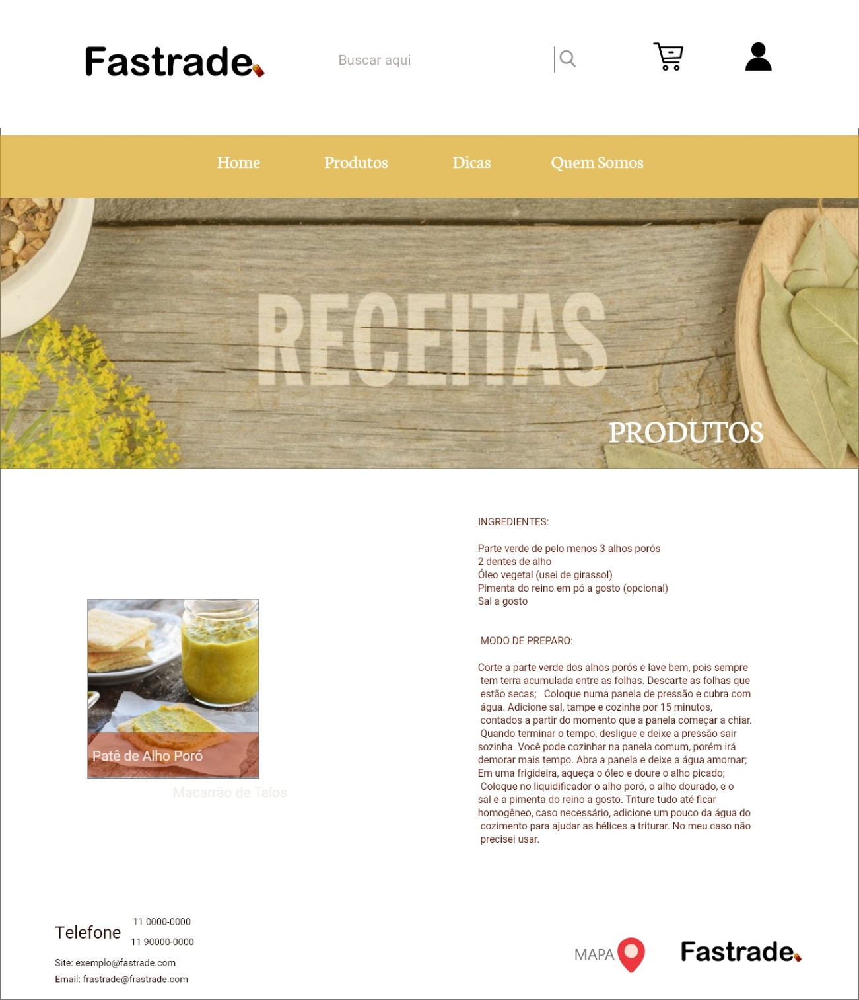 Fastrade
Buscar aqui
Home
Produtos
Dicas
Quem Somos
RECEITAS
PRODUTOS
INGREDIENTES:
Parte verde de pelo menos 3 alhos porós
2 dentes de alho
Óleo vegetal (usei de girassol)
Pimenta do reino em pó a gosto (opcional)
Sal a gosto
MODO DE PREPARO:
Corte a parte verde dos alhos porós e lave bem, pois sempre
tem terra acumulada entre as folhas. Descarte as folhas que
estão secas; Coloque numa panela de pressão e cubra com
água. Adicione sal, tampe e cozinhe por 15 minutos,
contados a partir do momento que a panela começar a chiar.
Quando terminar o tempo, desligue e deixe a pressão sair
sozinha. Você pode cozinhar na panela comum, porém irá
demorar mais tempo. Abra a panela e deixe a água amornar;
Em uma frigideira, aqueça o óleo e doure o alho picado;
Coloque no liquidificador o alho poró, o alho dourado, e o
sal e a pimenta do reino a gosto. Triture tudo até ficar
homogêneo, caso necessário, adicione um pouco da água do
cozimento para ajudar as hélices a triturar. No meu caso não
precisei usar.
Patê de Alho Poró
Macarrão de Talos
Telefone
11 0000-0000
11 90000-0000
Site: exemplo@fastrade.com
Email: frastrade@frastrade.com
MAPA
Fastrade